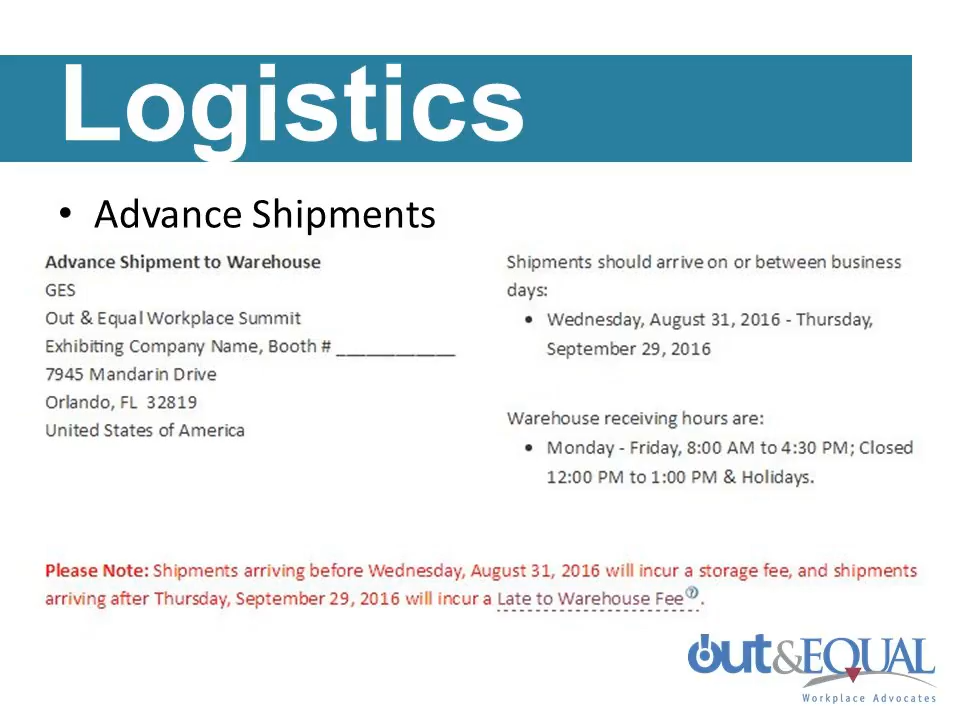 Logistics
• Advance Shipments
Advance Shipment to Warehouse
GES
Out & Equal Workplace Summit
Exhibiting Company Name, Booth # ____________
7945 Mandarin Drive
Orlando, FL  32819
United States of America
Shipments should arrive on or between business
days:
• Wednesday, August 31, 2016 - Thursday,
September 29, 2016
Warehouse receiving hours are:
• Monday - Friday, 8:00 AM to 4:30 PM; Closed
12:00 PM to 1:00 PM & Holidays.
Please Note: Shipments arriving before Wednesday, August 31, 2016 will incur a storage fee, and shipments
arriving after Thursday, September 29, 2016 will incur a Late to Warehouse Fee?.
Out&EQUAL
Workplace Advocates